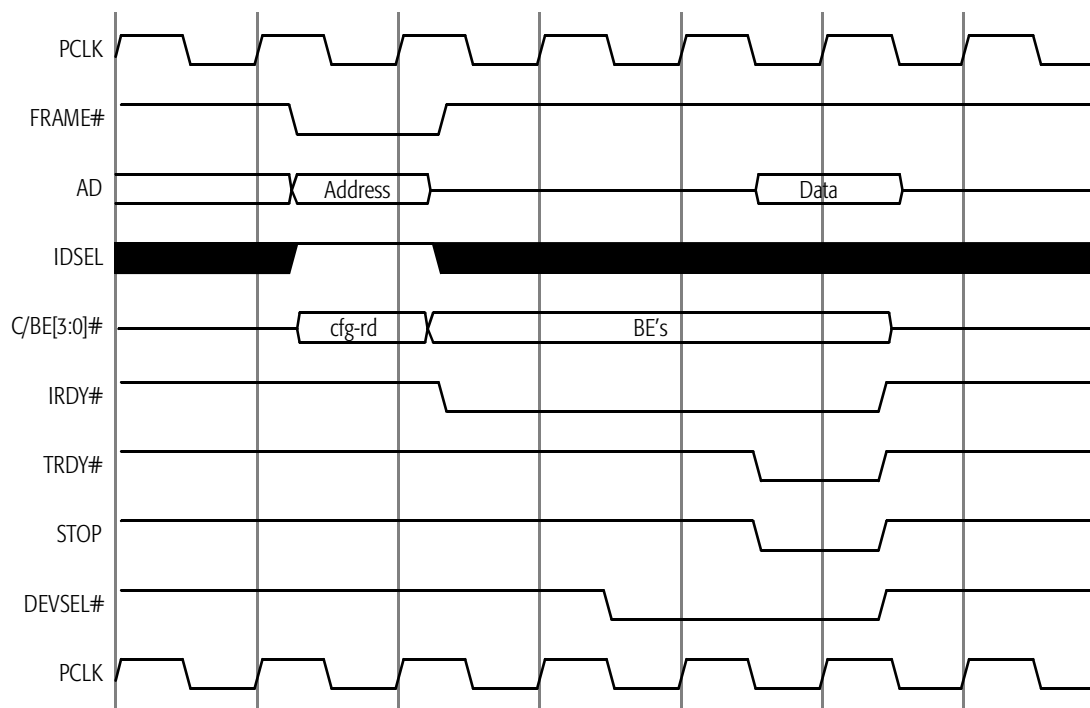 PCLK
FRAME#
AD Address Data
IDSEL
C/BE[3:0]# cfg-rd BE's
IRDY#
TRDY#
STOP
DEVSEL#
PCLK